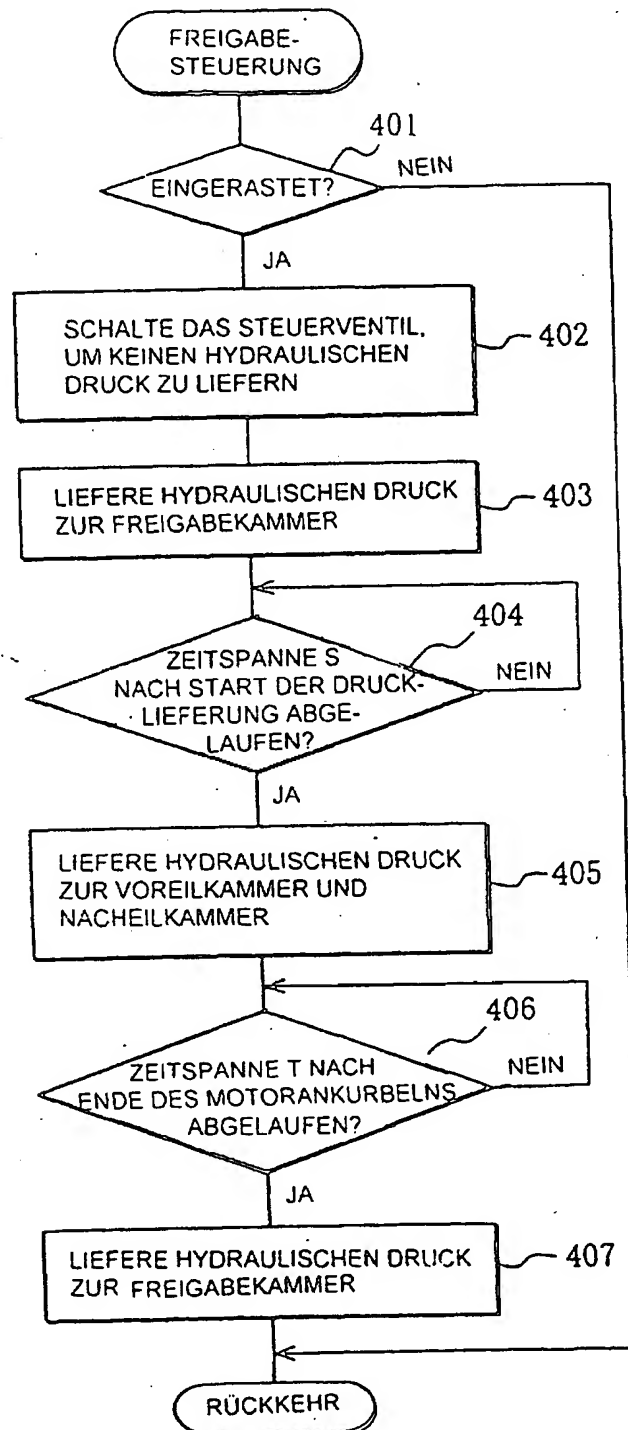 FREIGABE-
STEUERUNG
401
EINGERASTET?
NEIN
JA
SCHALTE DAS STEUERVENTIL,
UM KEINEN HYDRAULISCHEN
DRUCK ZU LIEFERN
402
LIEFERE HYDRAULISCHEN DRUCK
ZUR FREIGABEKAMMER
403
404
ZEITSPANNE S
NACH START DER DRUCK-
LIEFERUNG ABGE-
LAUFEN?
NEIN
JA
LIEFERE HYDRAULISCHEN DRUCK
ZUR VOREILKAMMER UND
NACHEILKAMMER
405
406
ZEITSPANNE T NACH
ENDE DES MOTORANKURBELNS
ABGELAUFEN?
NEIN
JA
LIEFERE HYDRAULISCHEN DRUCK
ZUR FREIGABEKAMMER
407
RÜCKKEHR